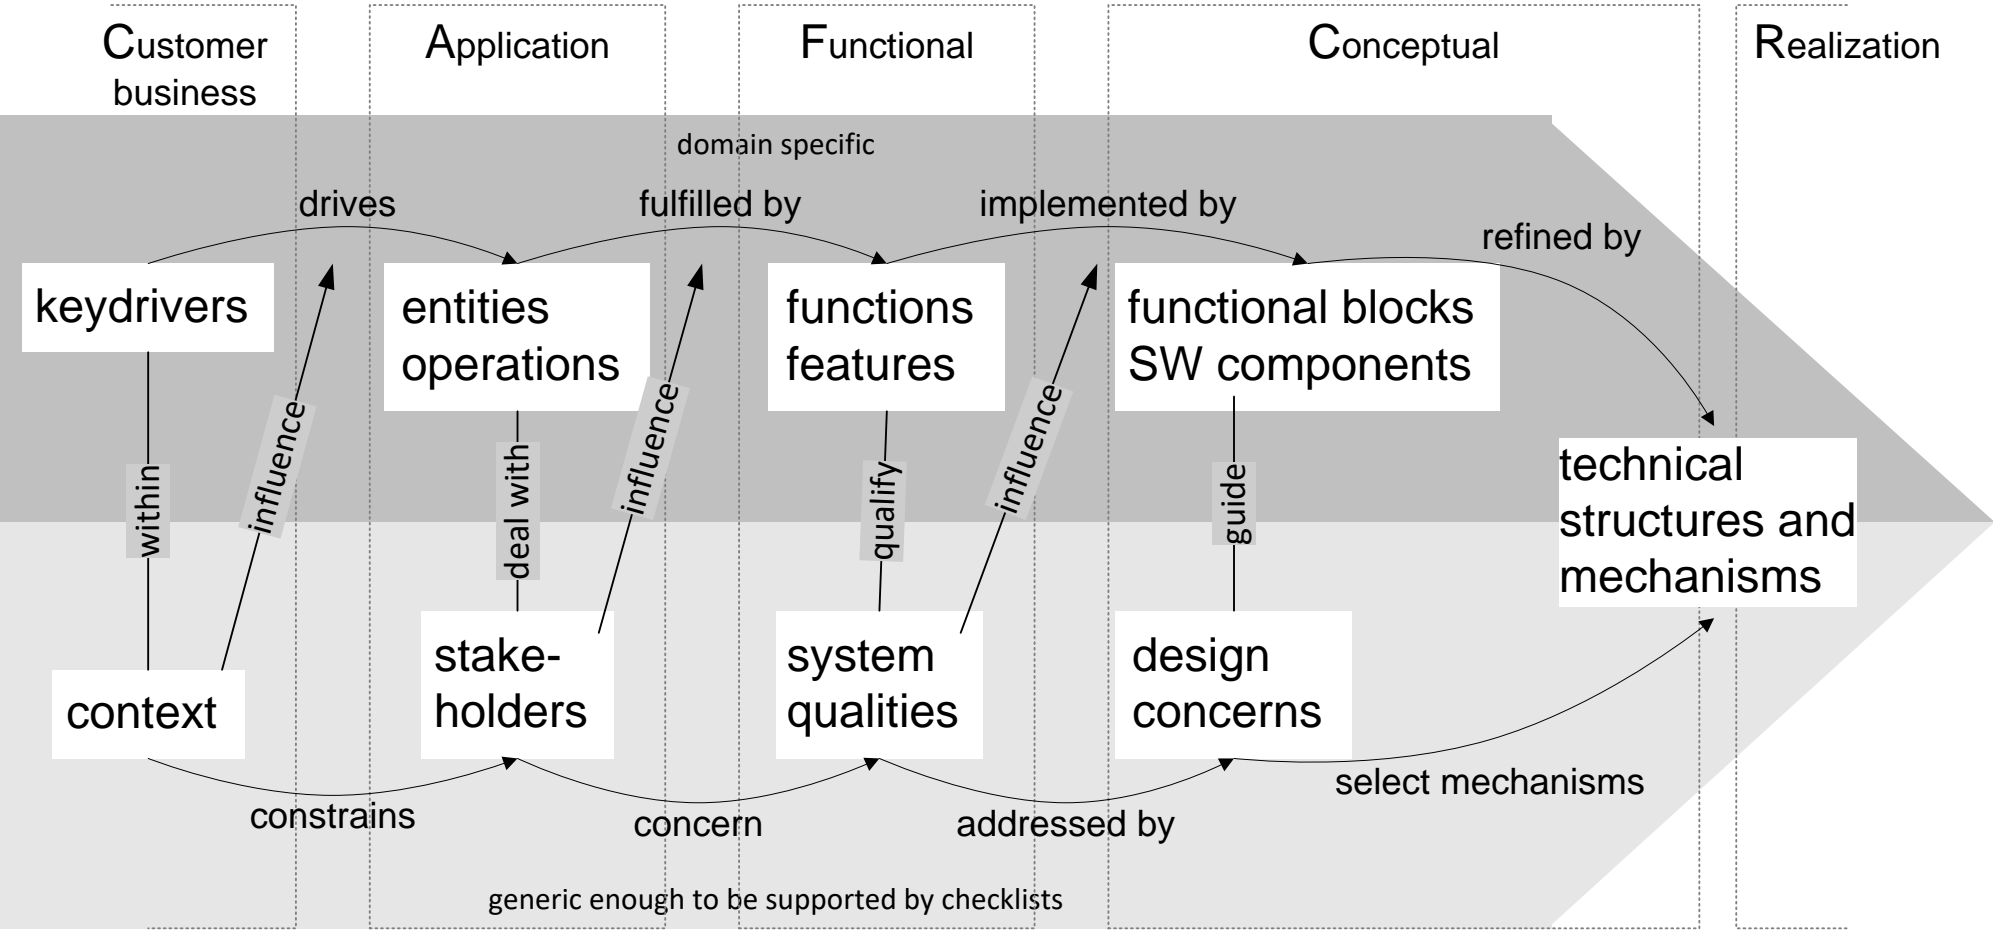 Customer
business
Application
Functional
Conceptual
Realization
domain specific
drives
fulfilled by
implemented by
refined by
keydrivers
entities
operations
functions
features
functional blocks
SW components
within
influence
deal with
influence
qualify
influence
guide
technical
structures and
mechanisms
context
stake-
holders
system
qualities
design
concerns
constrains
concern
addressed by
select mechanisms
generic enough to be supported by checklists